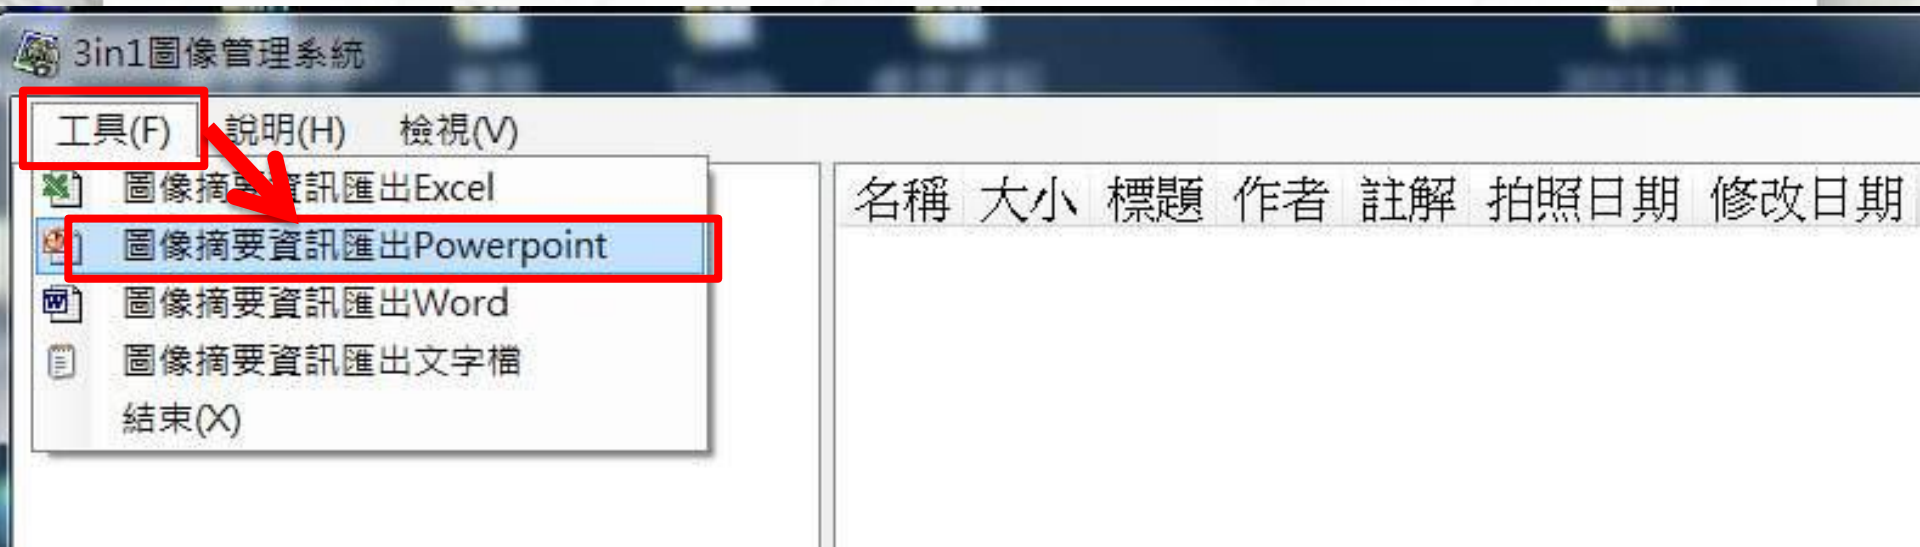 3in1圖像管理系統
工具(F) 說明(H) 檢視(V)
圖像摘要資訊匯出Excel
圖像摘要資訊匯出Powerpoint
圖像摘要資訊匯出Word
圖像摘要資訊匯出文字檔
結束(X)
名稱 大小 標題 作者 註解 拍照日期 修改日期